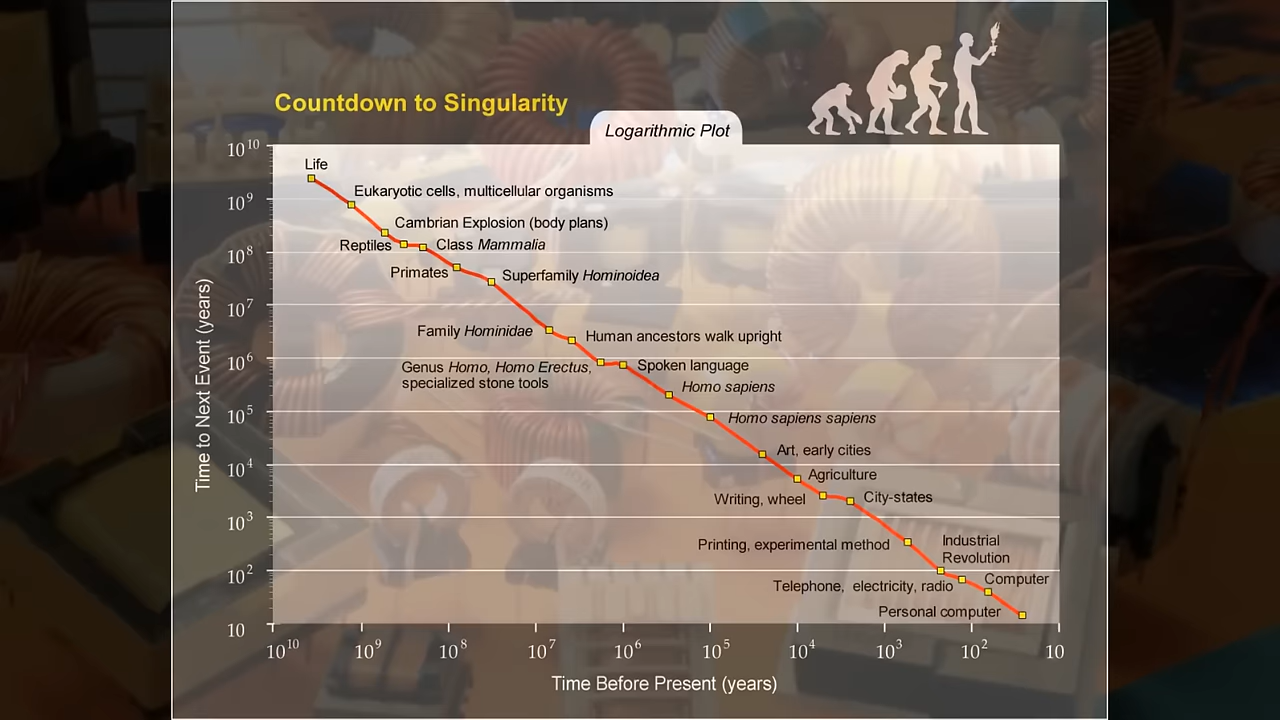 Countdown to Singularity
Logarithmic Plot
Time to Next Event (years)
10^10
10^9
10^8
10^7
10^6
10^5
10^4
10^3
10^2
10
Life
Eukaryotic cells, multicellular organisms
Cambrian Explosion (body plans)
Reptiles
Class Mammalia
Primates
Superfamily Hominoidea
Family Hominidae
Human ancestors walk upright
Genus Homo, Homo Erectus,
specialized stone tools
Spoken language
Homo sapiens
Homo sapiens sapiens
Art, early cities
Agriculture
Writing, wheel
City-states
Printing, experimental method
Industrial
Revolution
Telephone, electricity, radio
Computer
Personal computer
10^10 10^9 10^8 10^7 10^6 10^5 10^4 10^3 10^2 10
Time Before Present (years)